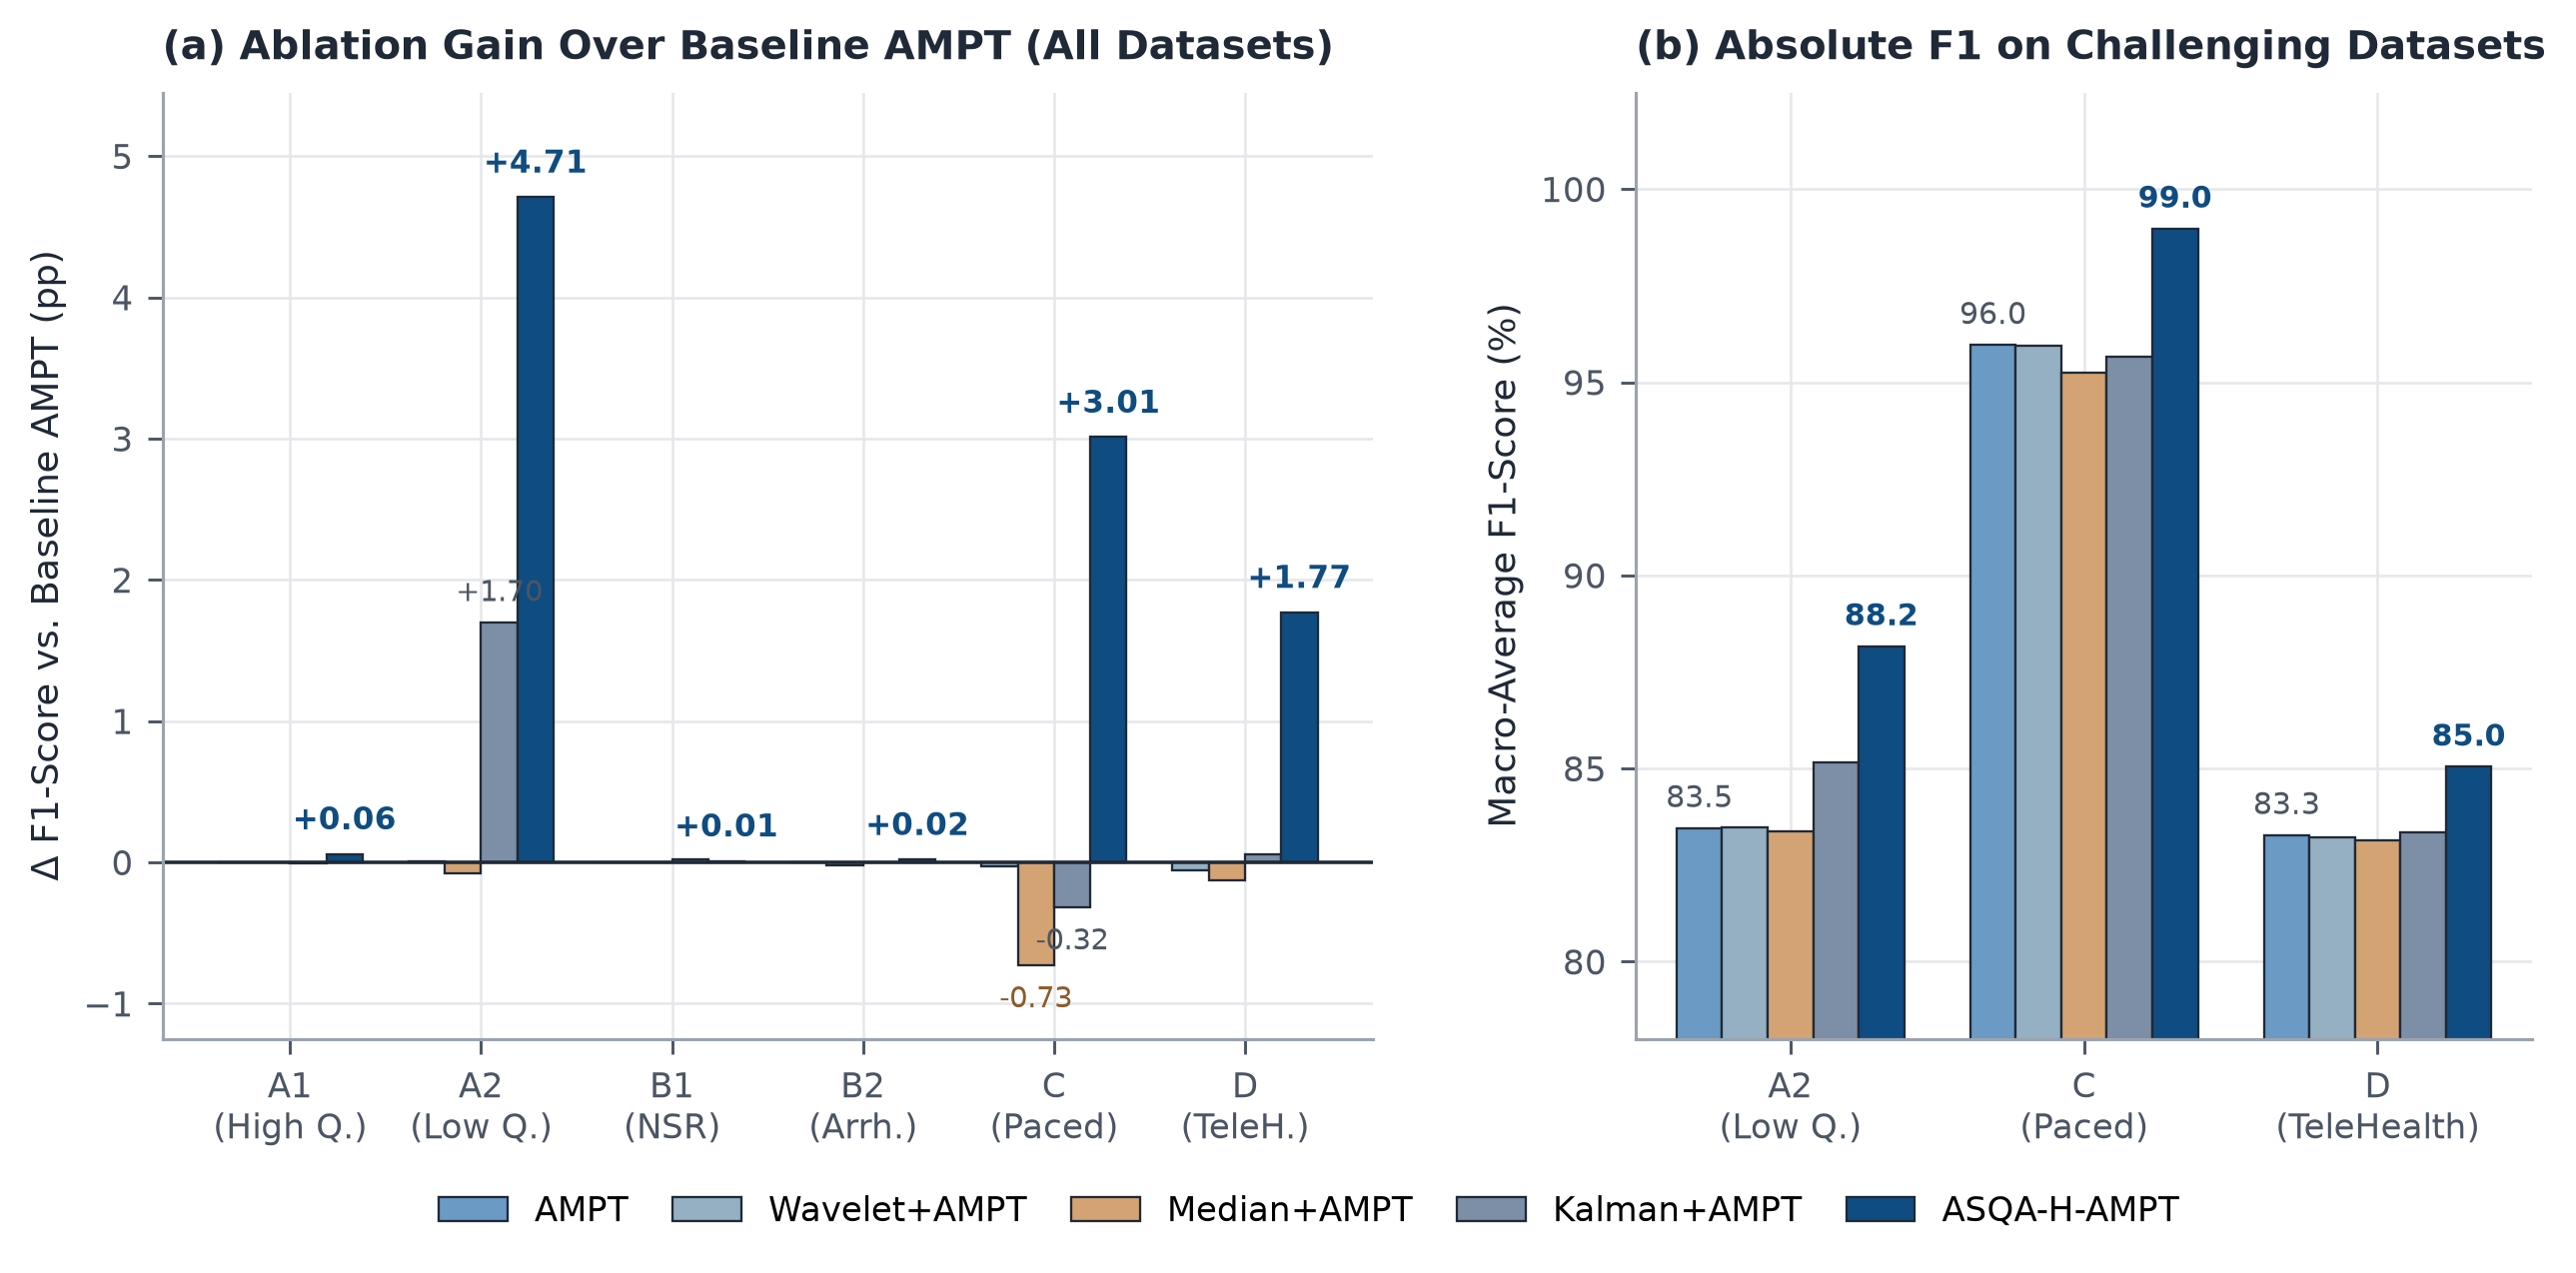 (a) Ablation Gain Over Baseline AMPT (All Datasets)
Δ F1-Score vs. Baseline AMPT (pp)
5
4
3
2
1
0
−1
+0.06
+4.71
+1.70
+0.01
+0.02
+3.01
-0.32
-0.73
+1.77
A1
(High Q.)
A2
(Low Q.)
B1
(NSR)
B2
(Arrh.)
C
(Paced)
D
(TeleH.)
(b) Absolute F1 on Challenging Datasets
Macro-Average F1-Score (%)
100
95
90
85
80
83.5
88.2
96.0
99.0
83.3
85.0
A2
(Low Q.)
C
(Paced)
D
(TeleHealth)
AMPT
Wavelet+AMPT
Median+AMPT
Kalman+AMPT
ASQA-H-AMPT